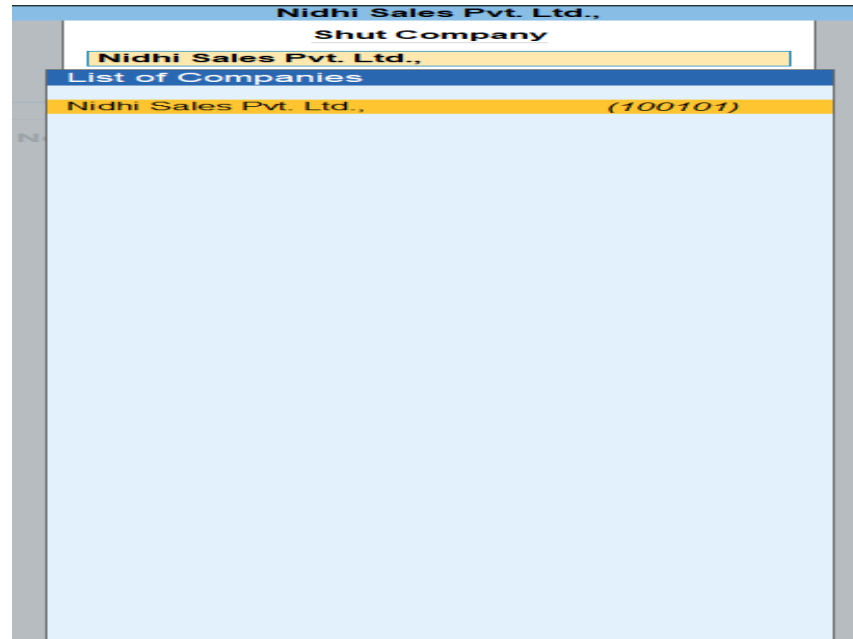 Nidhi Sales Pvt. Ltd.,
Shut Company
Nidhi Sales Pvt. Ltd.,
List of Companies
Nidhi Sales Pvt. Ltd., (100101)